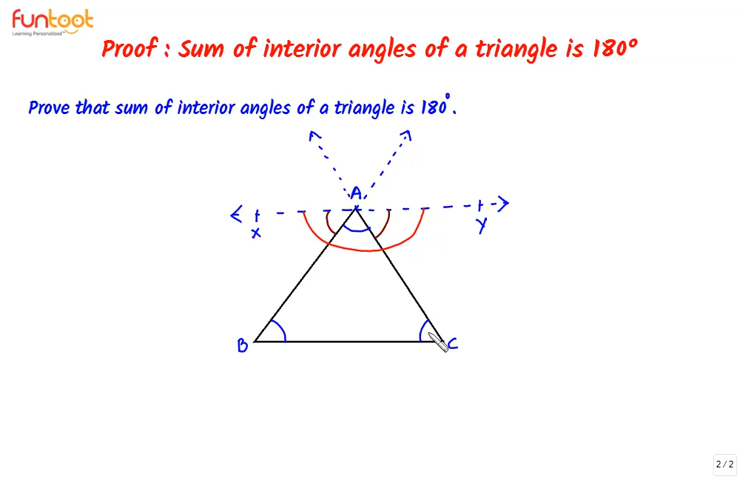 funtoot
Learning Personalized
Proof : Sum of interior angles of a triangle is 180°
Prove that sum of interior angles of a triangle is 180°.
A
x
y
B
C
2 / 2